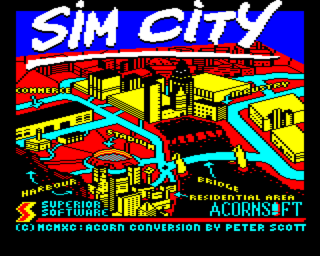 SIM CITY
COMMERCE
INDUSTRY
STADIUM
HARBOUR
BRIDGE
RESIDENTIAL AREA
SUPERIOR
SOFTWARE
ACORNSOFT
(C) MCMXC: ACORN CONVERSION BY PETER SCOTT